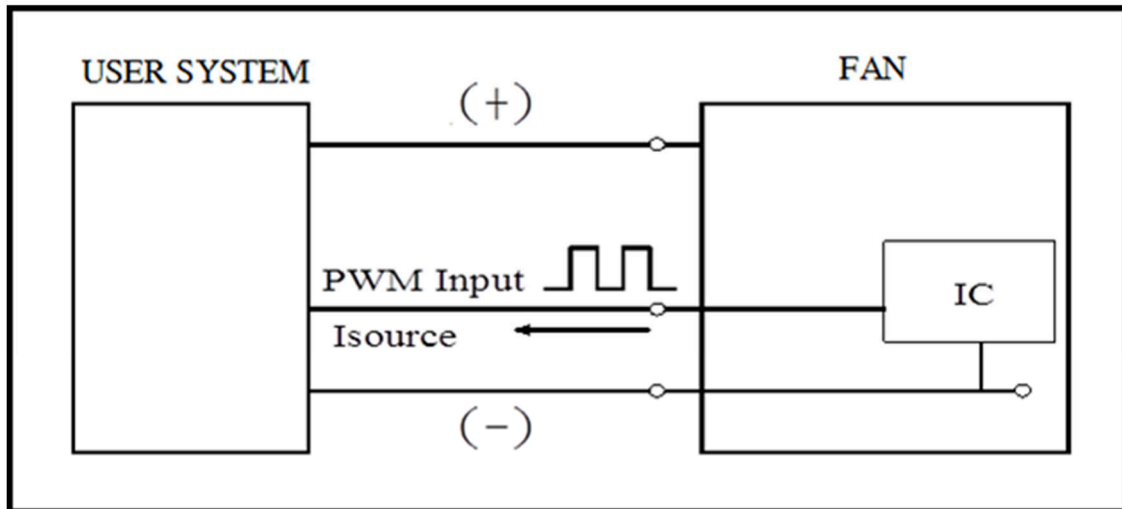 USER SYSTEM
FAN
(+)
PWM Input
IC
Isource
(-)